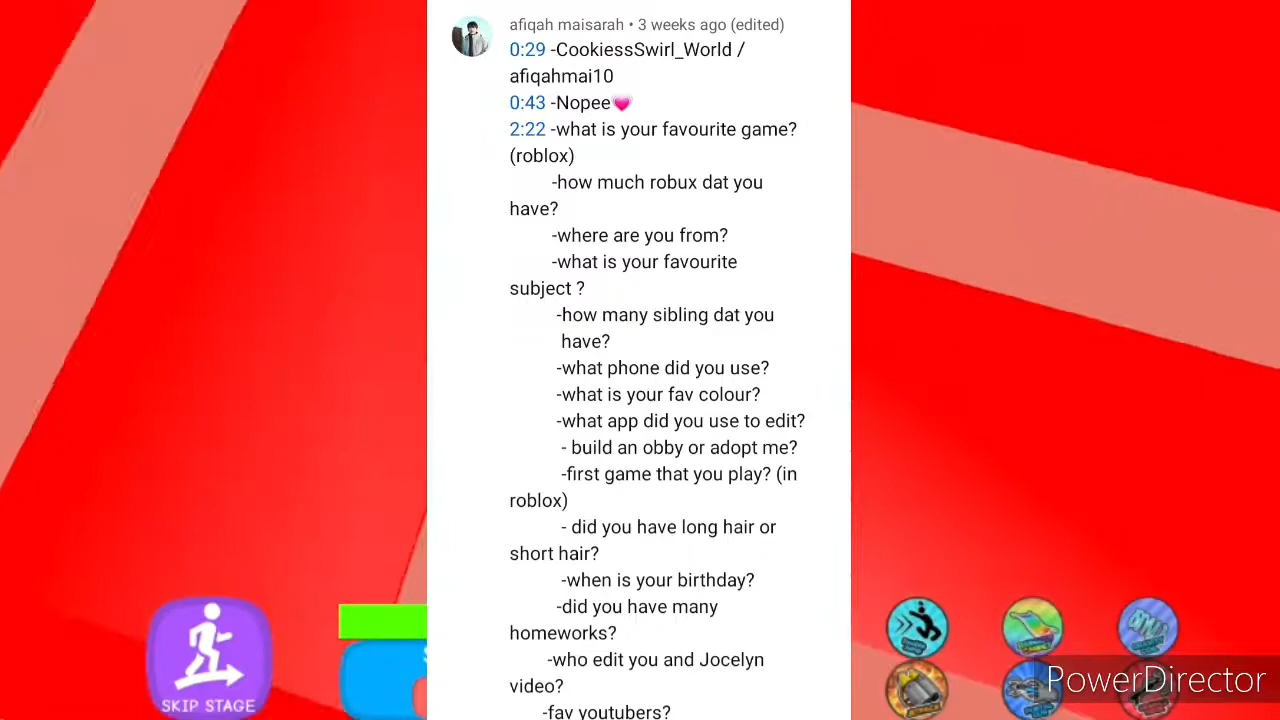 afiqah maisarah • 3 weeks ago (edited)
0:29 -CookiessSwirl_World /
afiqahmai10
0:43 -Nopee💗
2:22 -what is your favourite game?
(roblox)
-how much robux dat you
have?
-where are you from?
-what is your favourite
subject ?
-how many sibling dat you
have?
-what phone did you use?
-what is your fav colour?
-what app did you use to edit?
- build an obby or adopt me?
-first game that you play? (in
roblox)
- did you have long hair or
short hair?
-when is your birthday?
-did you have many
homeworks?
-who edit you and Jocelyn
video?
-fav youtubers?
SKIP STAGE
PowerDirector